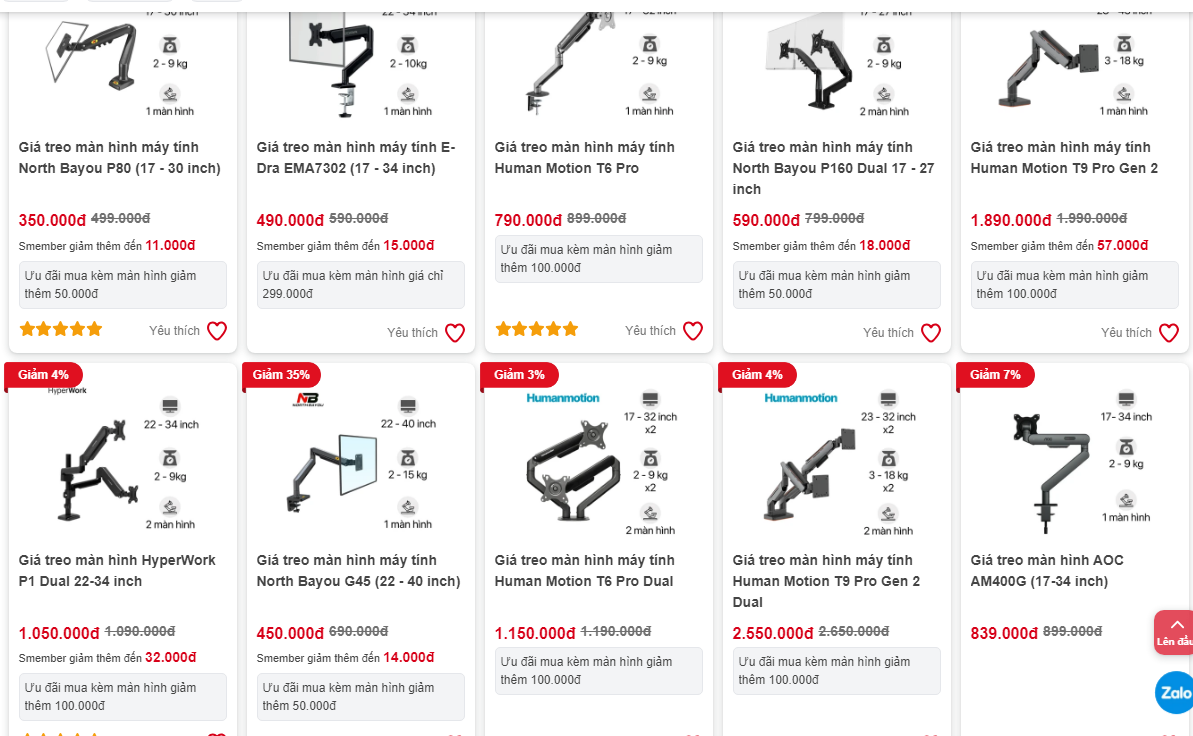 2 - 9 kg
1 màn hình
Giá treo màn hình máy tính
North Bayou P80 (17 - 30 inch)
350.000đ 499.000đ
Smember giảm thêm đến 11.000đ
Ưu đãi mua kèm màn hình giảm
thêm 50.000đ
Yêu thích
2 - 10kg
1 màn hình
Giá treo màn hình máy tính E-
Dra EMA7302 (17 - 34 inch)
490.000đ 590.000đ
Smember giảm thêm đến 15.000đ
Ưu đãi mua kèm màn hình giá chỉ
299.000đ
Yêu thích
2 - 9 kg
1 màn hình
Giá treo màn hình máy tính
Human Motion T6 Pro
790.000đ 899.000đ
Ưu đãi mua kèm màn hình giảm
thêm 100.000đ
Yêu thích
2 - 9 kg
2 màn hình
Giá treo màn hình máy tính
North Bayou P160 Dual 17 - 27
inch
590.000đ 799.000đ
Smember giảm thêm đến 18.000đ
Ưu đãi mua kèm màn hình giảm
thêm 50.000đ
Yêu thích
3 - 18 kg
1 màn hình
Giá treo màn hình máy tính
Human Motion T9 Pro Gen 2
1.890.000đ 1.990.000đ
Smember giảm thêm đến 57.000đ
Ưu đãi mua kèm màn hình giảm
thêm 100.000đ
Yêu thích
Giảm 4%
HyperWork
22 - 34 inch
2 - 9kg
2 màn hình
Giá treo màn hình HyperWork
P1 Dual 22-34 inch
1.050.000đ 1.090.000đ
Smember giảm thêm đến 32.000đ
Ưu đãi mua kèm màn hình giảm
thêm 100.000đ
Giảm 35%
NB
NORTH BAYOU
22 - 40 inch
2 - 15 kg
1 màn hình
Giá treo màn hình máy tính
North Bayou G45 (22 - 40 inch)
450.000đ 690.000đ
Smember giảm thêm đến 14.000đ
Ưu đãi mua kèm màn hình giảm
thêm 50.000đ
Giảm 3%
Humanmotion
17 - 32 inch
x2
2 - 9 kg
x2
2 màn hình
Giá treo màn hình máy tính
Human Motion T6 Pro Dual
1.150.000đ 1.190.000đ
Ưu đãi mua kèm màn hình giảm
thêm 100.000đ
Giảm 4%
Humanmotion
23 - 32 inch
x2
3 - 18 kg
x2
2 màn hình
Giá treo màn hình máy tính
Human Motion T9 Pro Gen 2
Dual
2.550.000đ 2.650.000đ
Ưu đãi mua kèm màn hình giảm
thêm 100.000đ
Giảm 7%
17- 34 inch
2 - 9 kg
1 màn hình
Giá treo màn hình AOC
AM400G (17-34 inch)
839.000đ 899.000đ
Lên đầu
Zalo